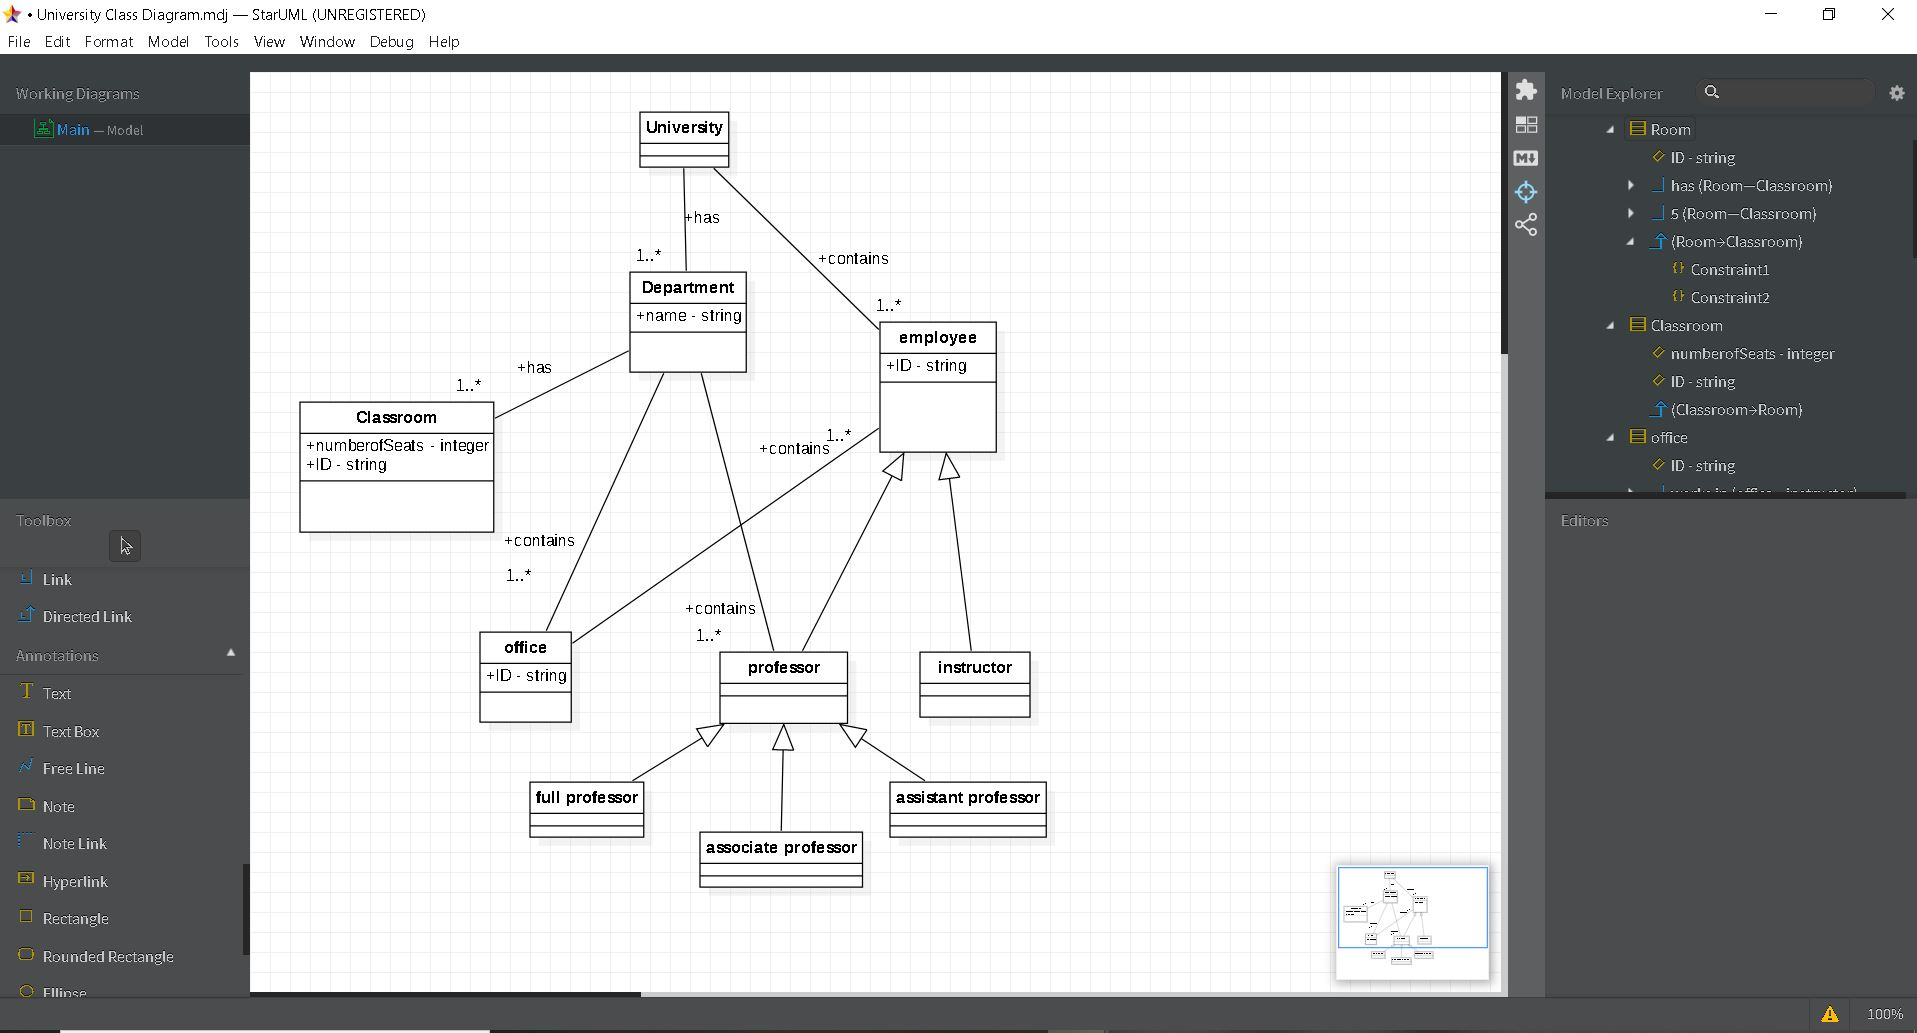 • University Class Diagram.mdj — StarUML (UNREGISTERED)
File Edit Format Model Tools View Window Debug Help
Working Diagrams
Main — Model
Toolbox
Link
Directed Link
Annotations
Text
Text Box
Free Line
Note
Note Link
Hyperlink
Rectangle
Rounded Rectangle
Ellipse
University
+has
1..*
+contains
1..*
Department
+name - string
employee
+ID - string
+has
1..*
Classroom
+numberofSeats - integer
+ID - string
1..*
+contains
+contains
1..*
+contains
1..*
office
+ID - string
professor
instructor
full professor
associate professor
assistant professor
M
Model Explorer
Room
ID - string
has (Room—Classroom)
5 (Room—Classroom)
(Room→Classroom)
Constraint1
Constraint2
Classroom
numberofSeats - integer
ID - string
(Classroom→Room)
office
ID - string
works in (office—instructor)
Editors
100%